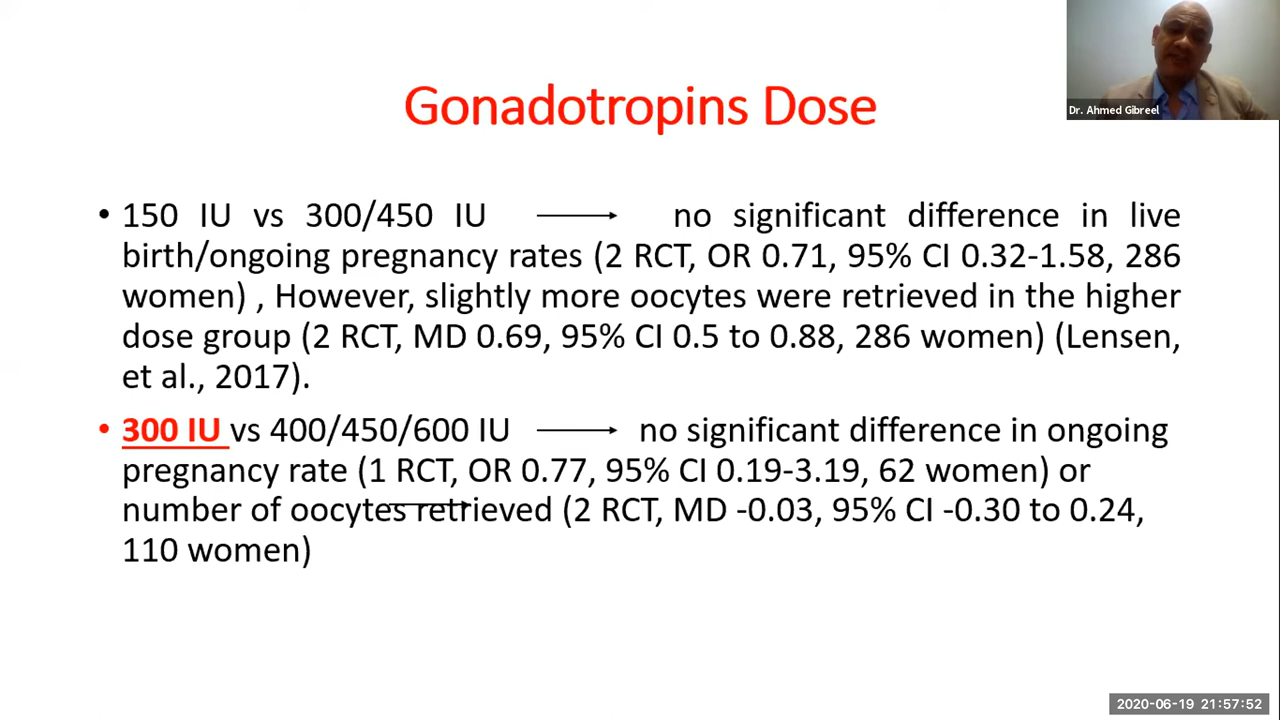 Dr. Ahmed Gibreel
Gonadotropins Dose
• 150 IU vs 300/450 IU → no significant difference in live
birth/ongoing pregnancy rates (2 RCT, OR 0.71, 95% CI 0.32-1.58, 286
women) , However, slightly more oocytes were retrieved in the higher
dose group (2 RCT, MD 0.69, 95% CI 0.5 to 0.88, 286 women) (Lensen,
et al., 2017).
• 300 IU vs 400/450/600 IU → no significant difference in ongoing
pregnancy rate (1 RCT, OR 0.77, 95% CI 0.19-3.19, 62 women) or
number of oocytes retrieved (2 RCT, MD -0.03, 95% CI -0.30 to 0.24,
110 women)
2020-06-19 21:57:52